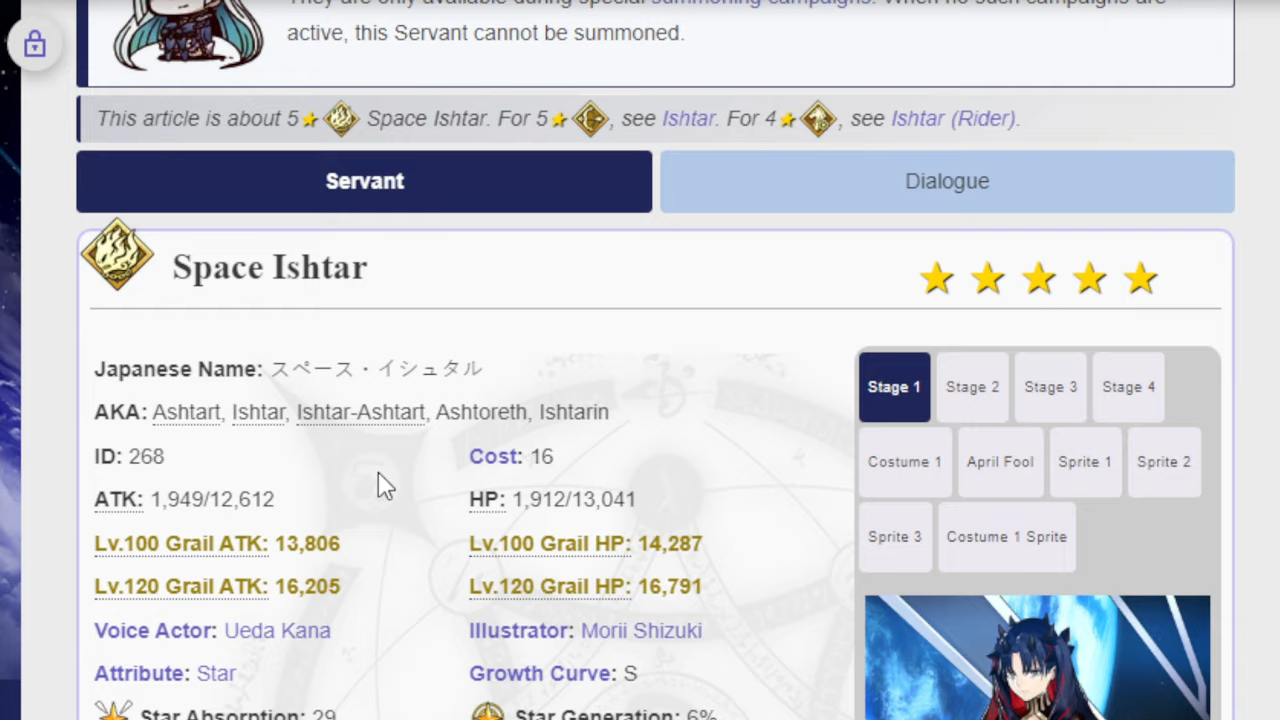 They are only available during special summoning campaigns. When no such campaigns are
active, this Servant cannot be summoned.
This article is about 5 Space Ishtar. For 5 , see Ishtar. For 4 , see Ishtar (Rider).
Servant
Dialogue
Space Ishtar
Japanese Name: スペース・イシュタル
AKA: Ashtart, Ishtar, Ishtar-Ashtart, Ashtoreth, Ishtarin
ID: 268
Cost: 16
ATK: 1,949/12,612
HP: 1,912/13,041
Lv.100 Grail ATK: 13,806
Lv.100 Grail HP: 14,287
Lv.120 Grail ATK: 16,205
Lv.120 Grail HP: 16,791
Voice Actor: Ueda Kana
Illustrator: Morii Shizuki
Attribute: Star
Growth Curve: S
Star Absorption: 29
Star Generation: 6%
Stage 1
Stage 2
Stage 3
Stage 4
Costume 1
April Fool
Sprite 1
Sprite 2
Sprite 3
Costume 1 Sprite